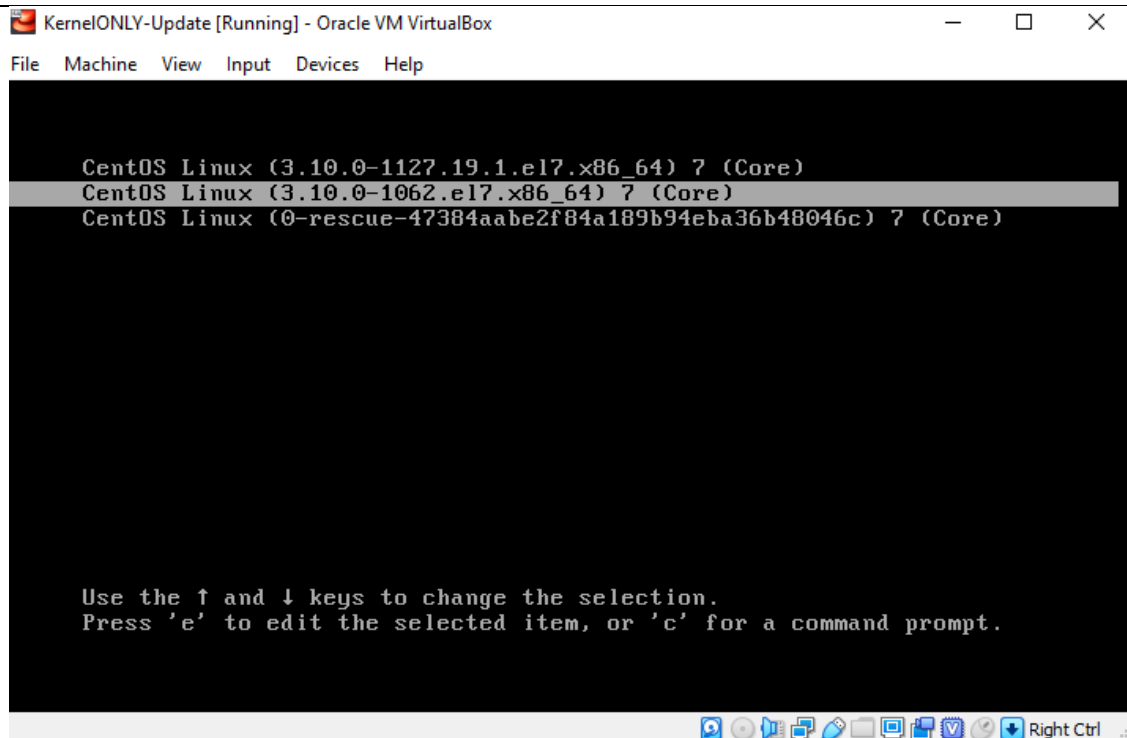 KernelONLY-Update [Running] - Oracle VM VirtualBox
File Machine View Input Devices Help
CentOS Linux (3.10.0-1127.19.1.el7.x86_64) 7 (Core)
CentOS Linux (3.10.0-1062.el7.x86_64) 7 (Core)
CentOS Linux (0-rescue-47384aabe2f84a189b94eba36b48046c) 7 (Core)
Use the ↑ and ↓ keys to change the selection.
Press 'e' to edit the selected item, or 'c' for a command prompt.
Right Ctrl